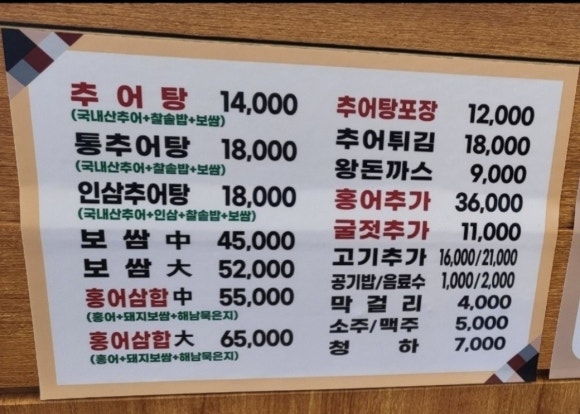 추어탕 14,000
(국내산추어+찰솥밥+보쌈)
통추어탕 18,000
(국내산추어+찰솥밥+보쌈)
인삼추어탕 18,000
(국내산추어+인삼+찰솥밥+보쌈)
보쌈 中 45,000
보쌈 大 52,000
홍어삼합 中 55,000
(홍어+돼지보쌈+해남묵은지)
홍어삼합 大 65,000
(홍어+돼지보쌈+해남묵은지)
추어탕포장 12,000
추어튀김 18,000
왕돈까스 9,000
홍어추가 36,000
굴젓추가 11,000
고기추가 16,000/21,000
공기밥/음료수 1,000/2,000
막걸리 4,000
소주/맥주 5,000
청하 7,000